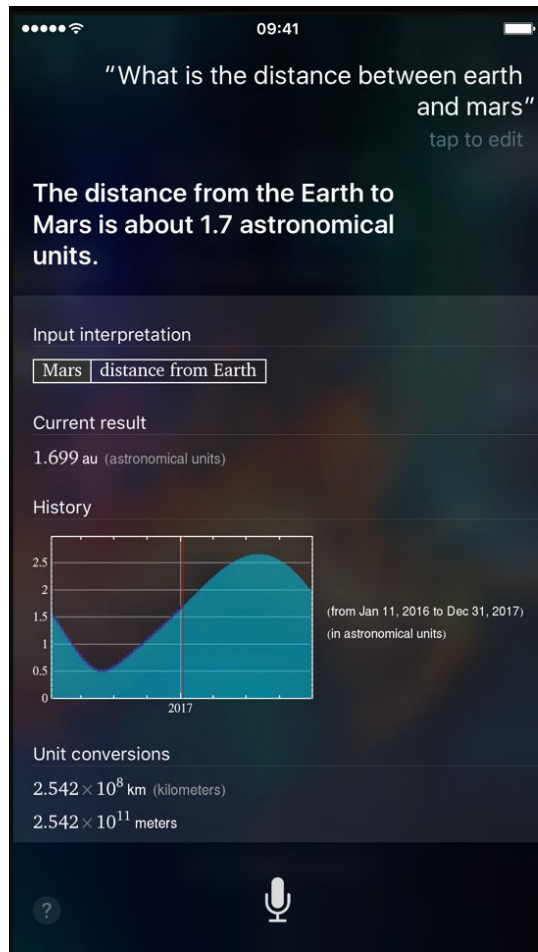 09:41
“What is the distance between earth
and mars”
tap to edit
The distance from the Earth to
Mars is about 1.7 astronomical
units.
Input interpretation
Mars distance from Earth
Current result
1.699 au (astronomical units)
History
2.5
2
1.5
1
0.5
0
2017
(from Jan 11, 2016 to Dec 31, 2017)
(in astronomical units)
Unit conversions
2.542 × 10⁸ km (kilometers)
2.542 × 10¹¹ meters
?